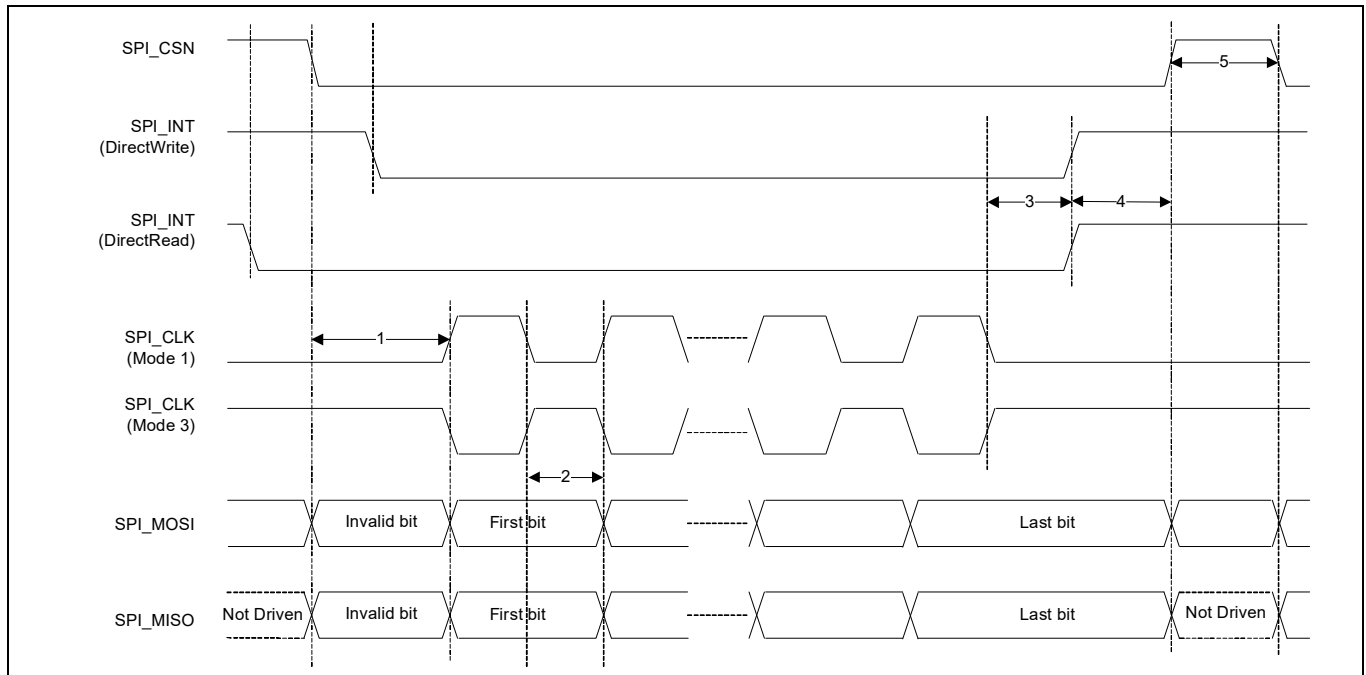 SPI_CSN
5
SPI_INT
(DirectWrite)
3
4
SPI_INT
(DirectRead)
SPI_CLK
(Mode 1)
1
SPI_CLK
(Mode 3)
2
SPI_MOSI
Invalid bit
First bit
Last bit
SPI_MISO
Not Driven
Invalid bit
First bit
Last bit
Not Driven